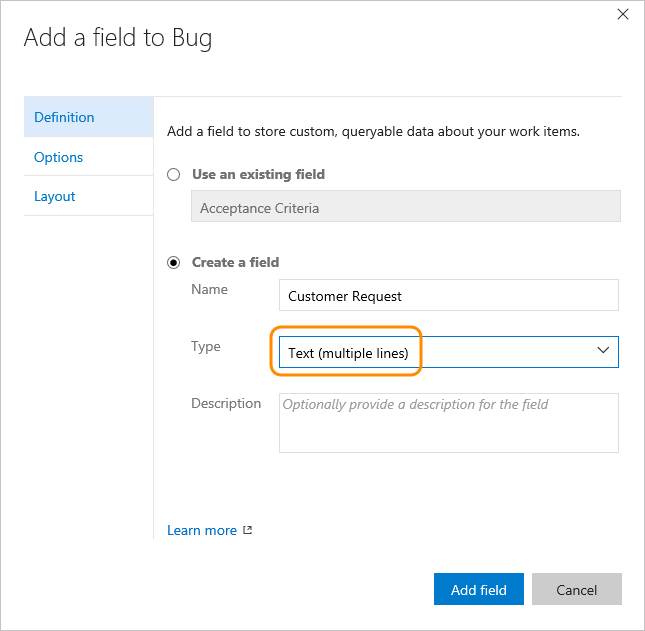 Add a field to Bug
Definition
Options
Layout
Add a field to store custom, queryable data about your work items.
Use an existing field
Acceptance Criteria
Create a field
Name
Customer Request
Type
Text (multiple lines)
Description
Optionally provide a description for the field
Learn more
Add field
Cancel